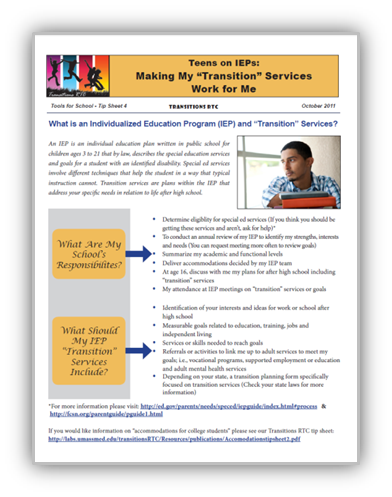 Teens on IEPs:
Making My "Transition" Services
Work for Me
Transitions RTC
Tools for School - Tip Sheet 4 TRANSITIONS RTC October 2011
What is an Individualized Education Program (IEP) and "Transition" Services?
An IEP is an individual education plan written in public school for
children ages 3 to 21 that by law, describes the special education services
and goals for a student with an identified disability. Special ed services
involve different techniques that help the student in a way that typical
instruction cannot. Transition services are plans within the IEP that
address your specific needs in relation to life after high school.
What Are My
School's
Responsibilites?
• Determine eligiblity for special ed services (If you think you should be
getting these services and aren't, ask for help)*
• To conduct an annual review of my IEP to identify my strengths, interests
and needs (You can request meeting more often to review goals)
• Summarize my academic and functional levels
• Deliver accommodations decided by my IEP team
• At age 16, discuss with me my plans for after high school including
"transition" services
• My attendance at IEP meetings on "transition" services or goals
What Should
My IEP
"Transition"
Services
Include?
• Identification of your interests and ideas for work or school after
high school
• Measurable goals related to education, training, jobs and
independent living
• Services or skills needed to reach goals
• Referrals or activities to link me up to adult services to meet my
goals; i.e., vocational programs, supported employment or education
and adult mental health services
• Depending on your state, a transition planning form specifically
focused on transition services (Check your state laws for more
information)
*For more information please visit: http://ed.gov/parents/needs/speced/iepguide/index.html#process &
http://fcsn.org/parentguide/pguide1.html
If you would like information on "accommodations for college students" please see our Transitions RTC tip sheet:
http://labs.umassmed.edu/transitionsRTC/Resources/publications/Accomodationstipsheet2.pdf